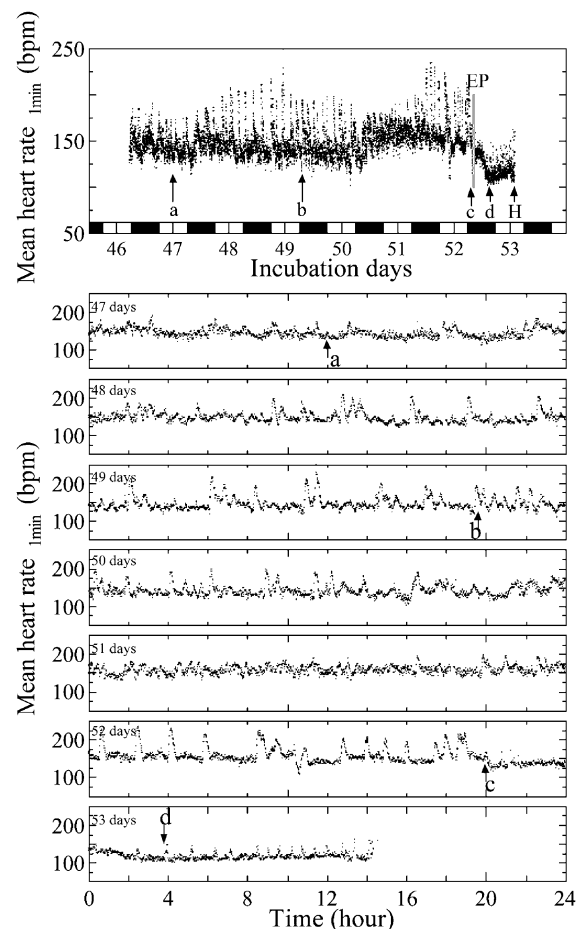 250
150
50
Mean heart rate 1min (bpm)
EP
a
b
c
d
H
46 47 48 49 50 51 52 53
Incubation days
Mean heart rate 1min (bpm)
47 days
200
100
a
48 days
200
100
49 days
200
100
b
50 days
200
100
51 days
200
100
52 days
200
100
c
53 days
200
100
d
0 4 8 12 16 20 24
Time (hour)